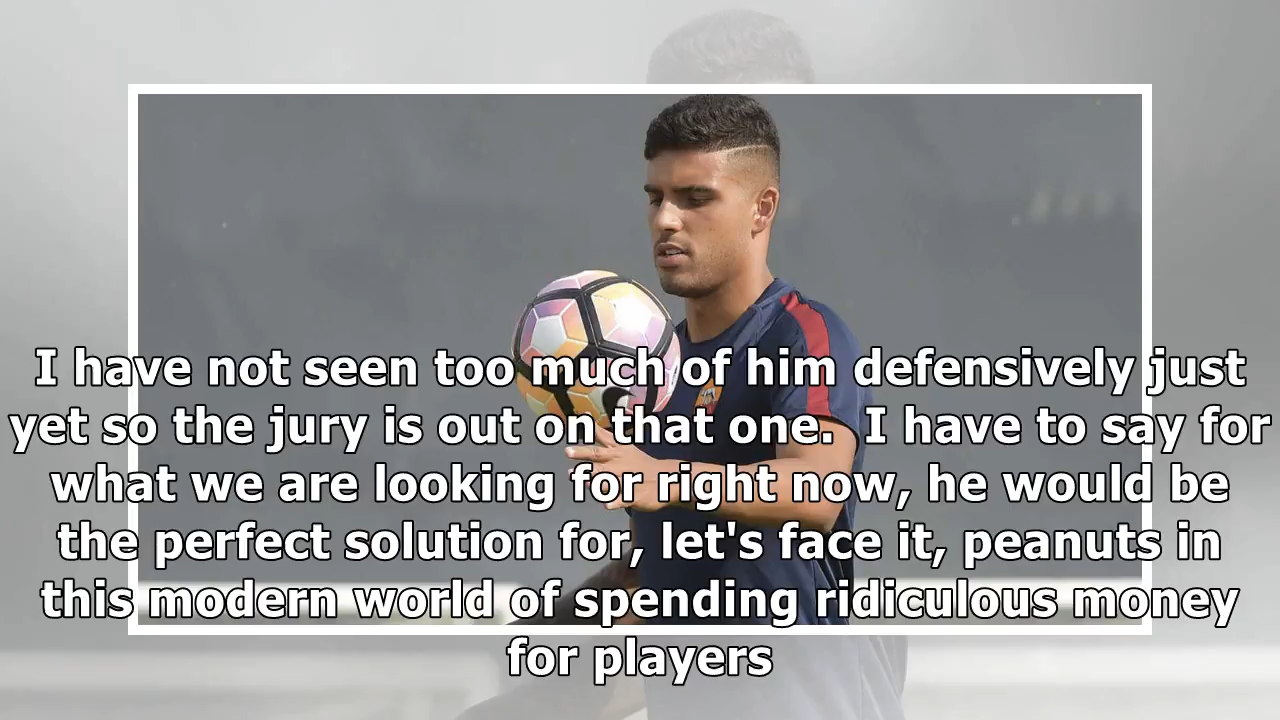 I have not seen too much of him defensively just
yet so the jury is out on that one.  I have to say for
what we are looking for right now, he would be
the perfect solution for, let's face it, peanuts in
this modern world of spending ridiculous money
for players